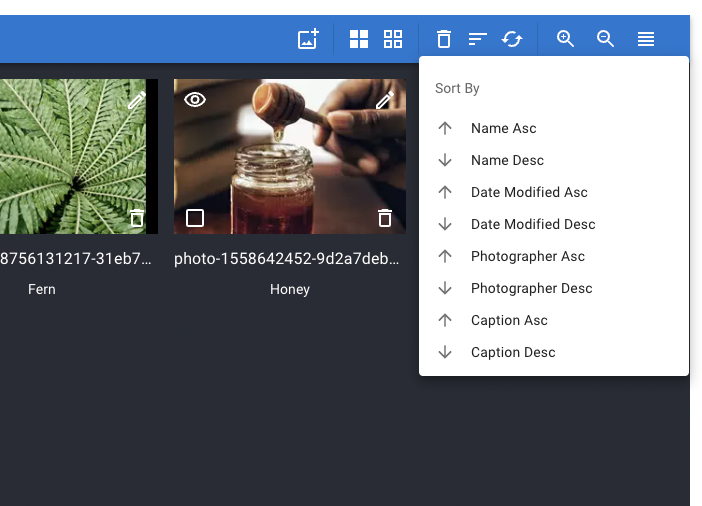 Sort By
Name Asc
Name Desc
Date Modified Asc
Date Modified Desc
Photographer Asc
Photographer Desc
Caption Asc
Caption Desc
8756131217-31eb7...
Fern
photo-1558642452-9d2a7deb...
Honey